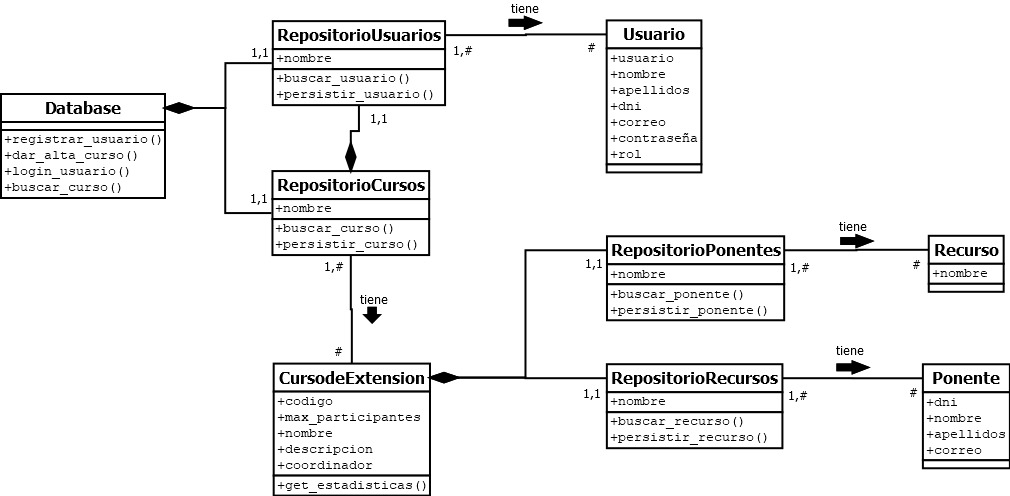 Database
+registrar_usuario()
+dar_alta_curso()
+login_usuario()
+buscar_curso()
1,1
1,1
RepositorioUsuarios
+nombre
+buscar_usuario()
+persistir_usuario()
1,#
tiene
#
Usuario
+usuario
+nombre
+apellidos
+dni
+correo
+contraseña
+rol
1,1
RepositorioCursos
+nombre
+buscar_curso()
+persistir_curso()
1,#
tiene
#
CursodeExtension
+codigo
+max_participantes
+nombre
+descripcion
+coordinador
+get_estadisticas()
1,1
RepositorioPonentes
+nombre
+buscar_ponente()
+persistir_ponente()
1,#
tiene
#
Recurso
+nombre
1,1
RepositorioRecursos
+nombre
+buscar_recurso()
+persistir_recurso()
1,#
tiene
#
Ponente
+dni
+nombre
+apellidos
+correo